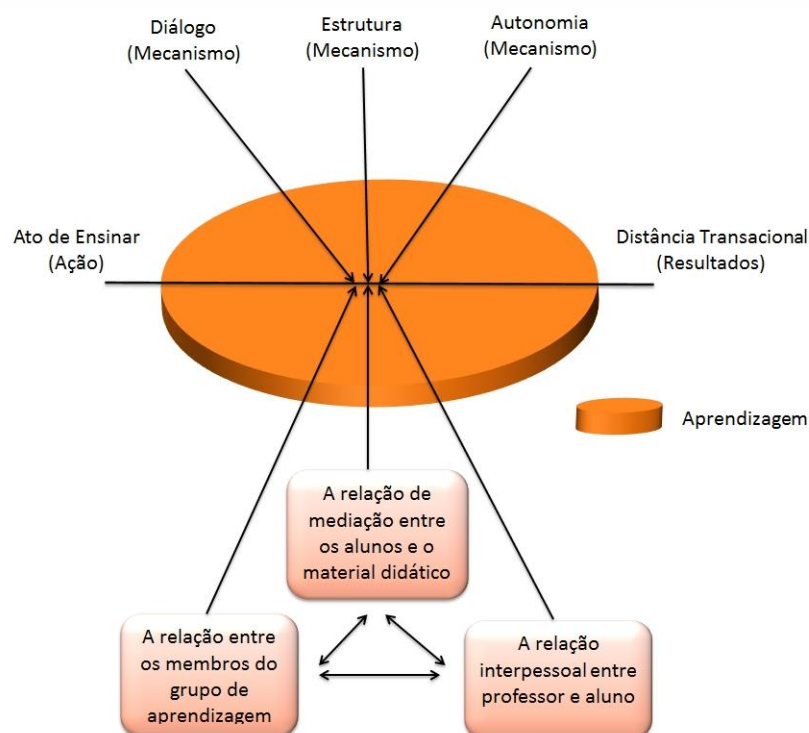 Diálogo
(Mecanismo)
Estrutura
(Mecanismo)
Autonomia
(Mecanismo)
Ato de Ensinar
(Ação)
Distância Transacional
(Resultados)
Aprendizagem
A relação de
mediação entre
os alunos e o
material didático
A relação entre
os membros do
grupo de
aprendizagem
A relação
interpessoal entre
professor e aluno